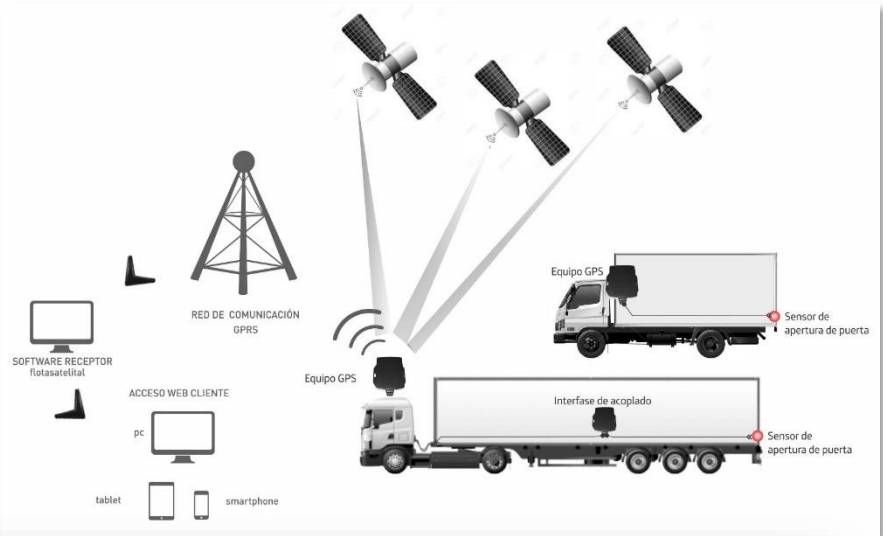 RED DE COMUNICACIÓN
GPRS
SOFTWARE RECEPTOR
flotasatelital
ACCESO WEB CLIENTE
pc
tablet
smartphone
Equipo GPS
Equipo GPS
Sensor de
apertura de puerta
Interfase de acoplado
Sensor de
apertura de puerta